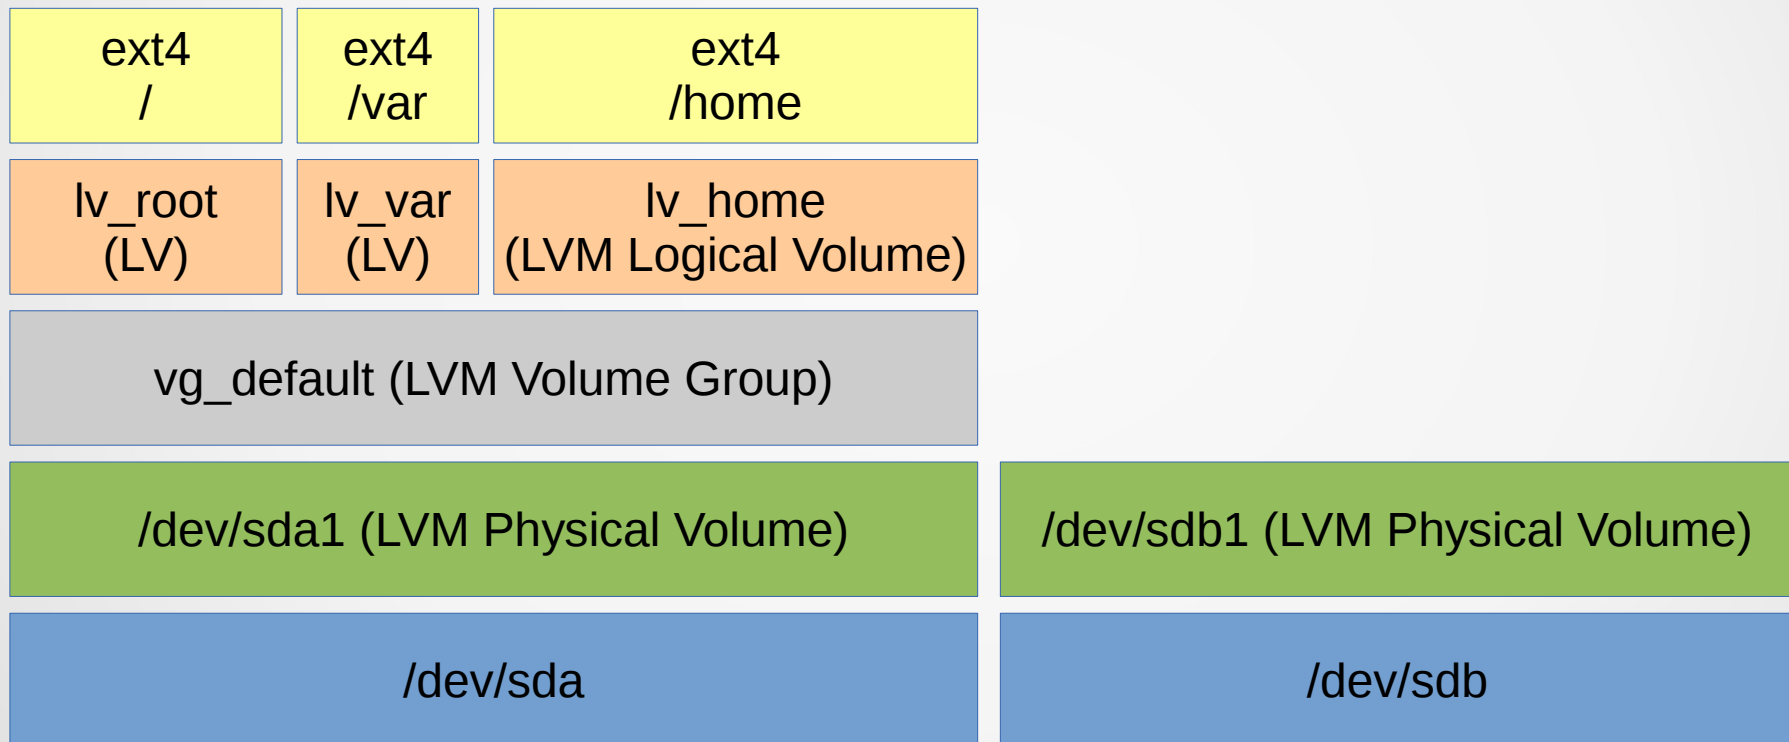 ext4
/
ext4
/var
ext4
/home
lv_root
(LV)
lv_var
(LV)
lv_home
(LVM Logical Volume)
vg_default (LVM Volume Group)
/dev/sda1 (LVM Physical Volume)
/dev/sdb1 (LVM Physical Volume)
/dev/sda
/dev/sdb